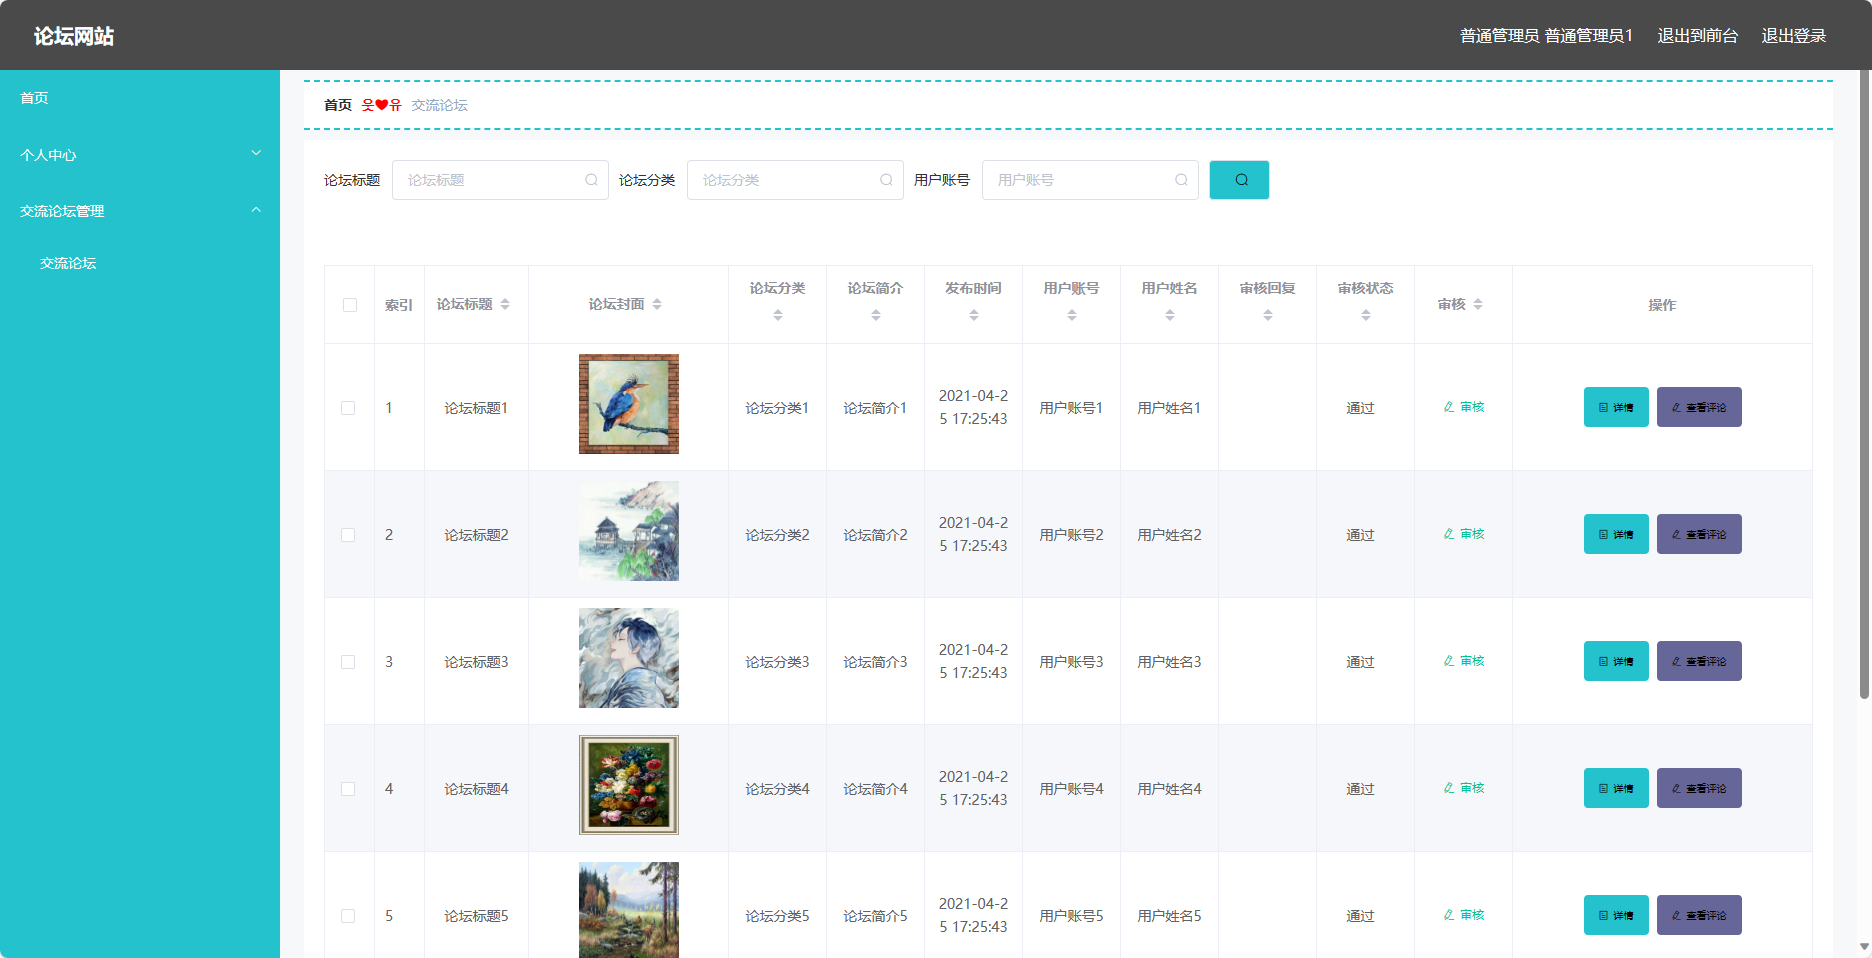 论坛网站
普通管理员 普通管理员1 退出到前台 退出登录
首页
个人中心
交流论坛管理
交流论坛
首页 웃❤유 交流论坛
论坛标题 论坛标题 论坛分类 论坛分类 用户账号 用户账号
索引 论坛标题 论坛封面 论坛分类 论坛简介 发布时间 用户账号 用户姓名 审核回复 审核状态 审核 操作
1 论坛标题1 论坛分类1 论坛简介1 2021-04-2 用户账号1 用户姓名1 通过 审核 详情 查看评论
5 17:25:43
2 论坛标题2 论坛分类2 论坛简介2 2021-04-2 用户账号2 用户姓名2 通过 审核 详情 查看评论
5 17:25:43
3 论坛标题3 论坛分类3 论坛简介3 2021-04-2 用户账号3 用户姓名3 通过 审核 详情 查看评论
5 17:25:43
4 论坛标题4 论坛分类4 论坛简介4 2021-04-2 用户账号4 用户姓名4 通过 审核 详情 查看评论
5 17:25:43
5 论坛标题5 论坛分类5 论坛简介5 2021-04-2 用户账号5 用户姓名5 通过 审核 详情 查看评论
5 17:25:43